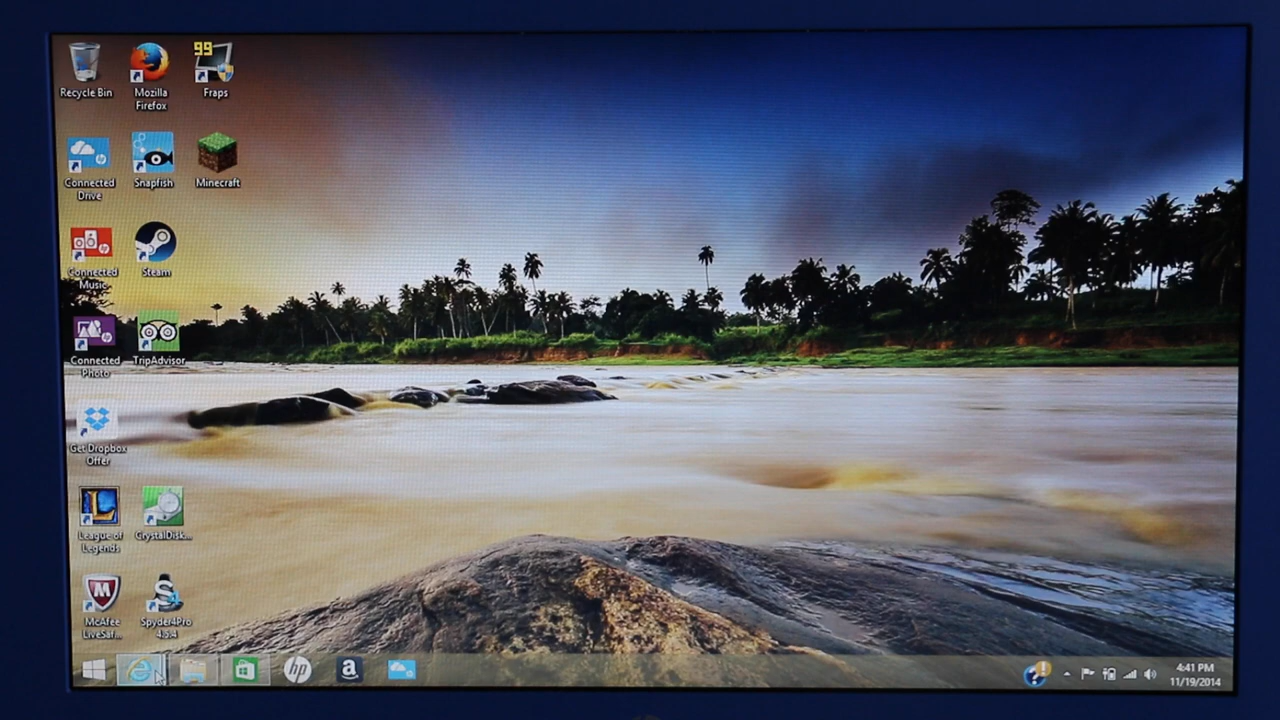 99
Recycle Bin
Mozilla
Firefox
Fraps
Connected
Drive
Snapfish
Minecraft
Connected
Music
Steam
Connected
Photo
TripAdvisor
Get Dropbox
Offer
League of
Legends
CrystalDisk...
McAfee
LiveSaf...
Spyder4Pro
4.5.4
hp
a
4:41 PM
11/19/2014